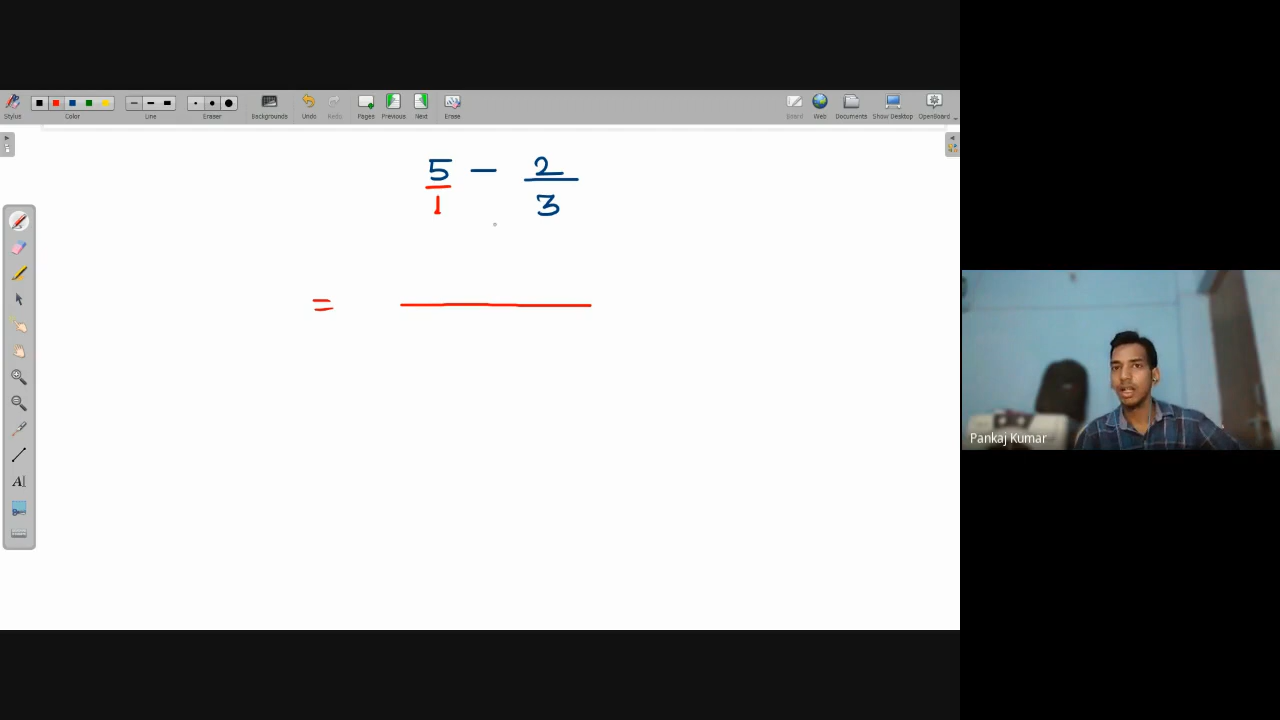 Stylus Color Line Eraser Backgrounds Undo Redo Pages Previous Next Erase Board Web Documents Show Desktop OpenBoard
5 − 2
1 3
=
Pankaj Kumar